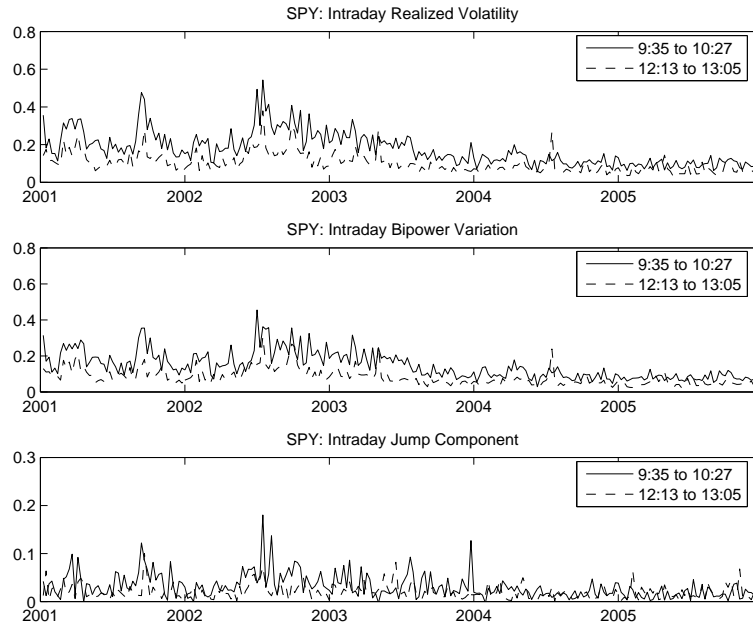 SPY: Intraday Realized Volatility
0.8
0.6
0.4
0.2
0
9:35 to 10:27
12:13 to 13:05
2001 2002 2003 2004 2005
SPY: Intraday Bipower Variation
0.8
0.6
0.4
0.2
0
9:35 to 10:27
12:13 to 13:05
2001 2002 2003 2004 2005
SPY: Intraday Jump Component
0.3
0.2
0.1
0
9:35 to 10:27
12:13 to 13:05
2001 2002 2003 2004 2005